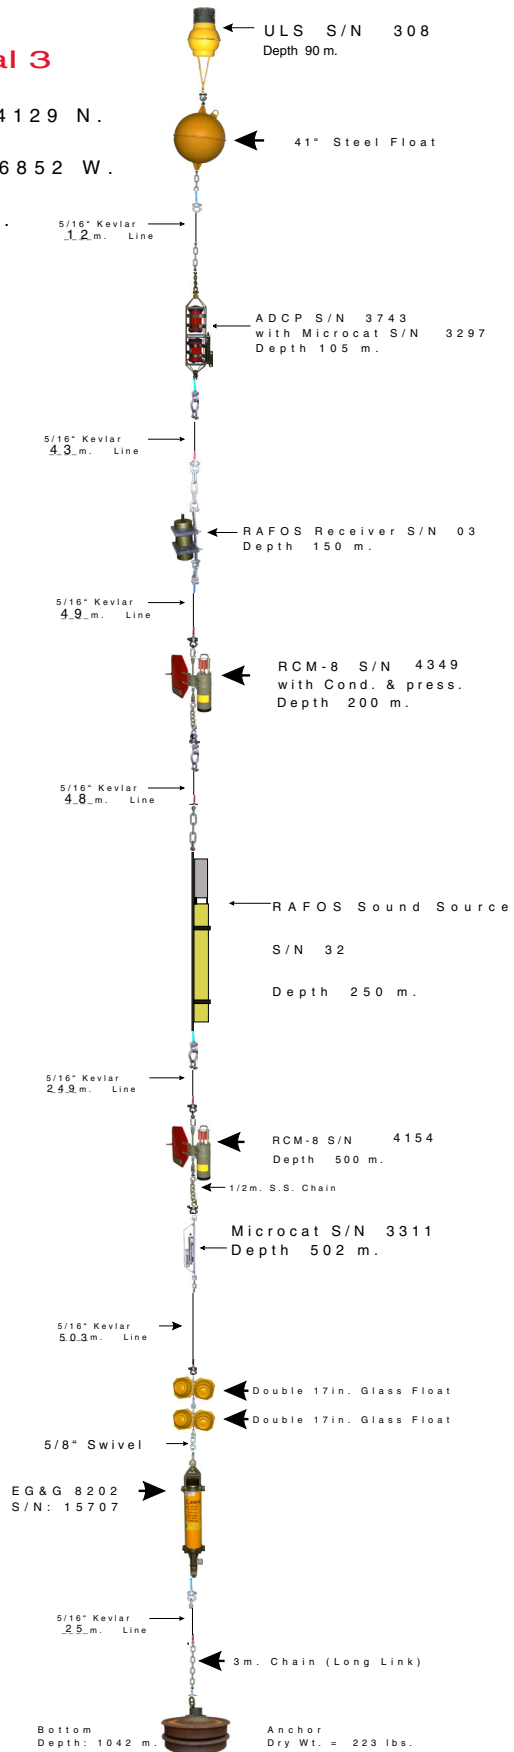 ULS S/N 308
Depth 90 m.
al 3
4129 N.
41" Steel Float
6852 W.
.
5/16" Kevlar
12 m. Line
ADCP S/N 3743
with Microcat S/N 3297
Depth 105 m.
5/16" Kevlar
43 m. Line
RAFOS Receiver S/N 03
Depth 150 m.
5/16" Kevlar
49 m. Line
RCM-8 S/N 4349
with Cond. & press.
Depth 200 m.
5/16" Kevlar
48 m. Line
RAFOS Sound Source
S/N 32
Depth 250 m.
5/16" Kevlar
249 m. Line
RCM-8 S/N 4154
Depth 500 m.
1/2m. S.S. Chain
Microcat S/N 3311
Depth 502 m.
5/16" Kevlar
503 m. Line
Double 17in. Glass Float
Double 17in. Glass Float
5/8" Swivel
EG&G 8202
S/N: 15707
5/16" Kevlar
25 m. Line
3m. Chain (Long Link)
Bottom
Depth: 1042 m.
Anchor
Dry Wt. = 223 lbs.